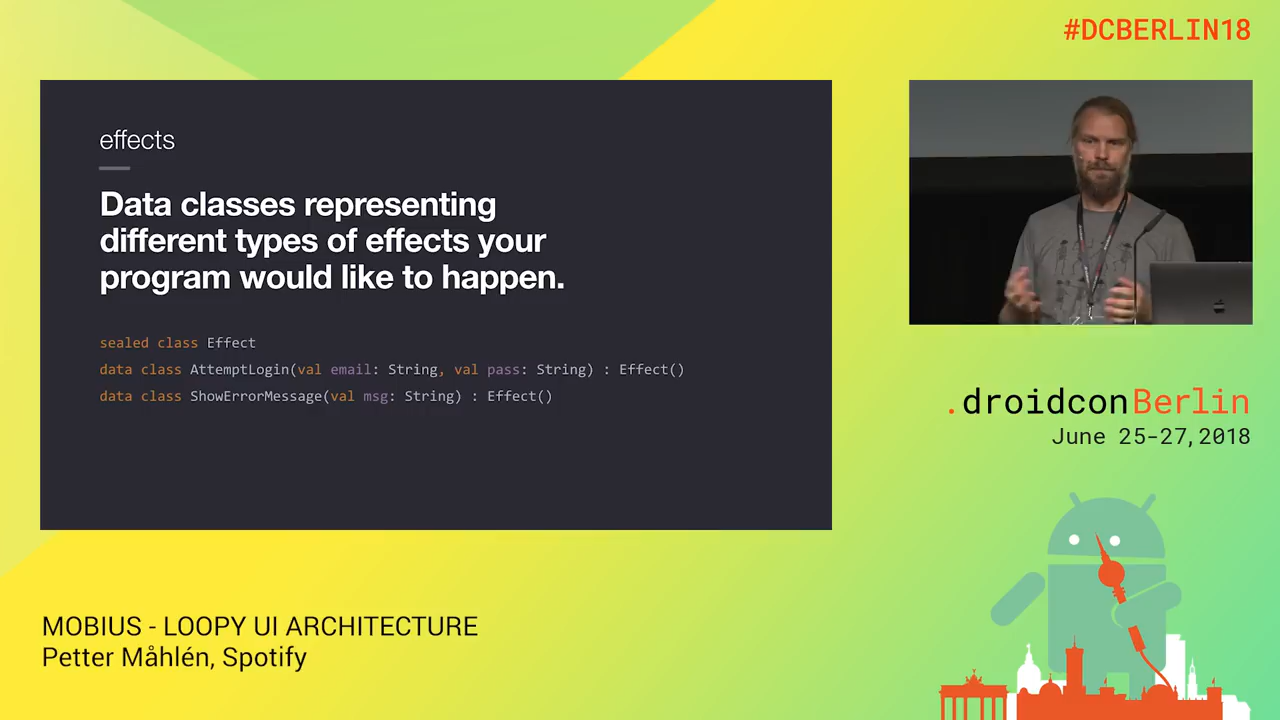 #DCBERLIN18
effects
Data classes representing
different types of effects your
program would like to happen.
sealed class Effect
data class AttemptLogin(val email: String, val pass: String) : Effect()
data class ShowErrorMessage(val msg: String) : Effect()
.droidconBerlin
June 25-27, 2018
MOBIUS - LOOPY UI ARCHITECTURE
Petter Måhlén, Spotify